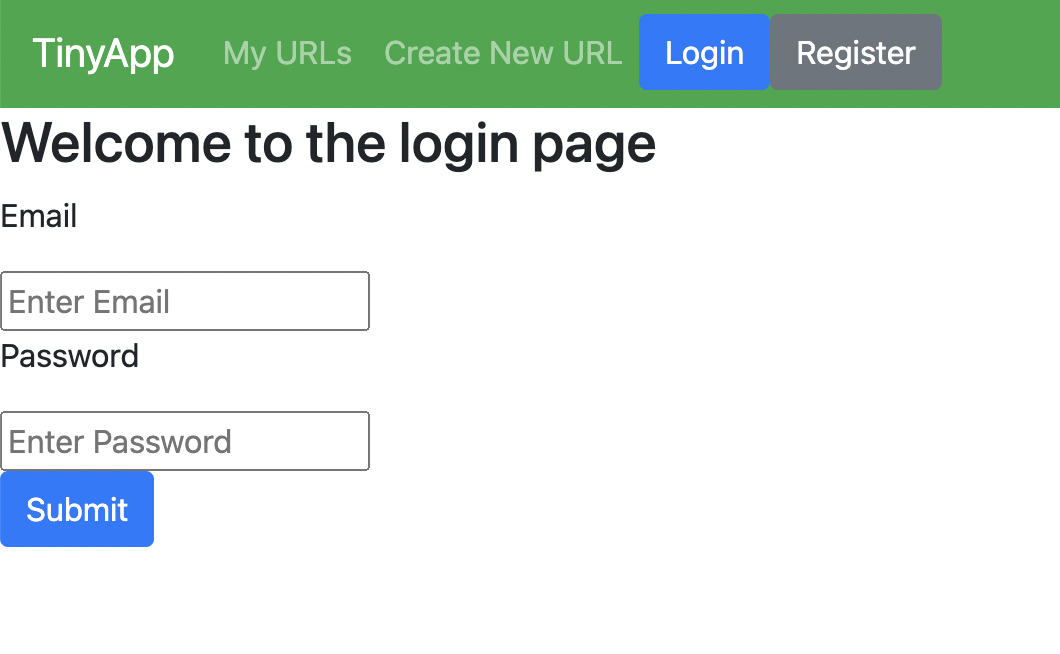 TinyApp My URLs Create New URL Login Register
Welcome to the login page
Email
Enter Email
Password
Enter Password
Submit